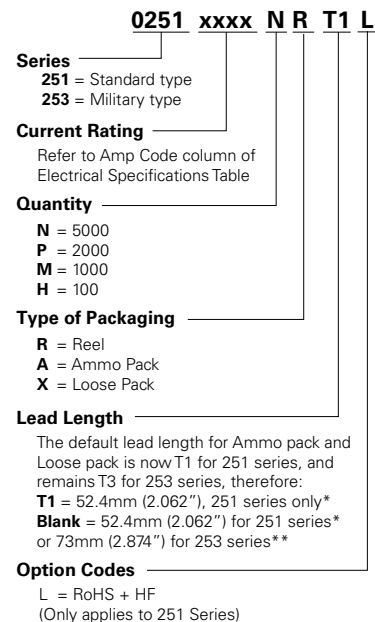 0251 xxxx N R T1 L
Series
251 = Standard type
253 = Military type
Current Rating
Refer to Amp Code column of
Electrical Specifications Table
Quantity
N = 5000
P = 2000
M = 1000
H = 100
Type of Packaging
R = Reel
A = Ammo Pack
X = Loose Pack
Lead Length
The default lead length for Ammo pack and
Loose pack is now T1 for 251 series, and
remains T3 for 253 series, therefore:
T1 = 52.4mm (2.062”), 251 series only*
Blank = 52.4mm (2.062”) for 251 series*
or 73mm (2.874”) for 253 series**
Option Codes
L = RoHS + HF
(Only applies to 251 Series)